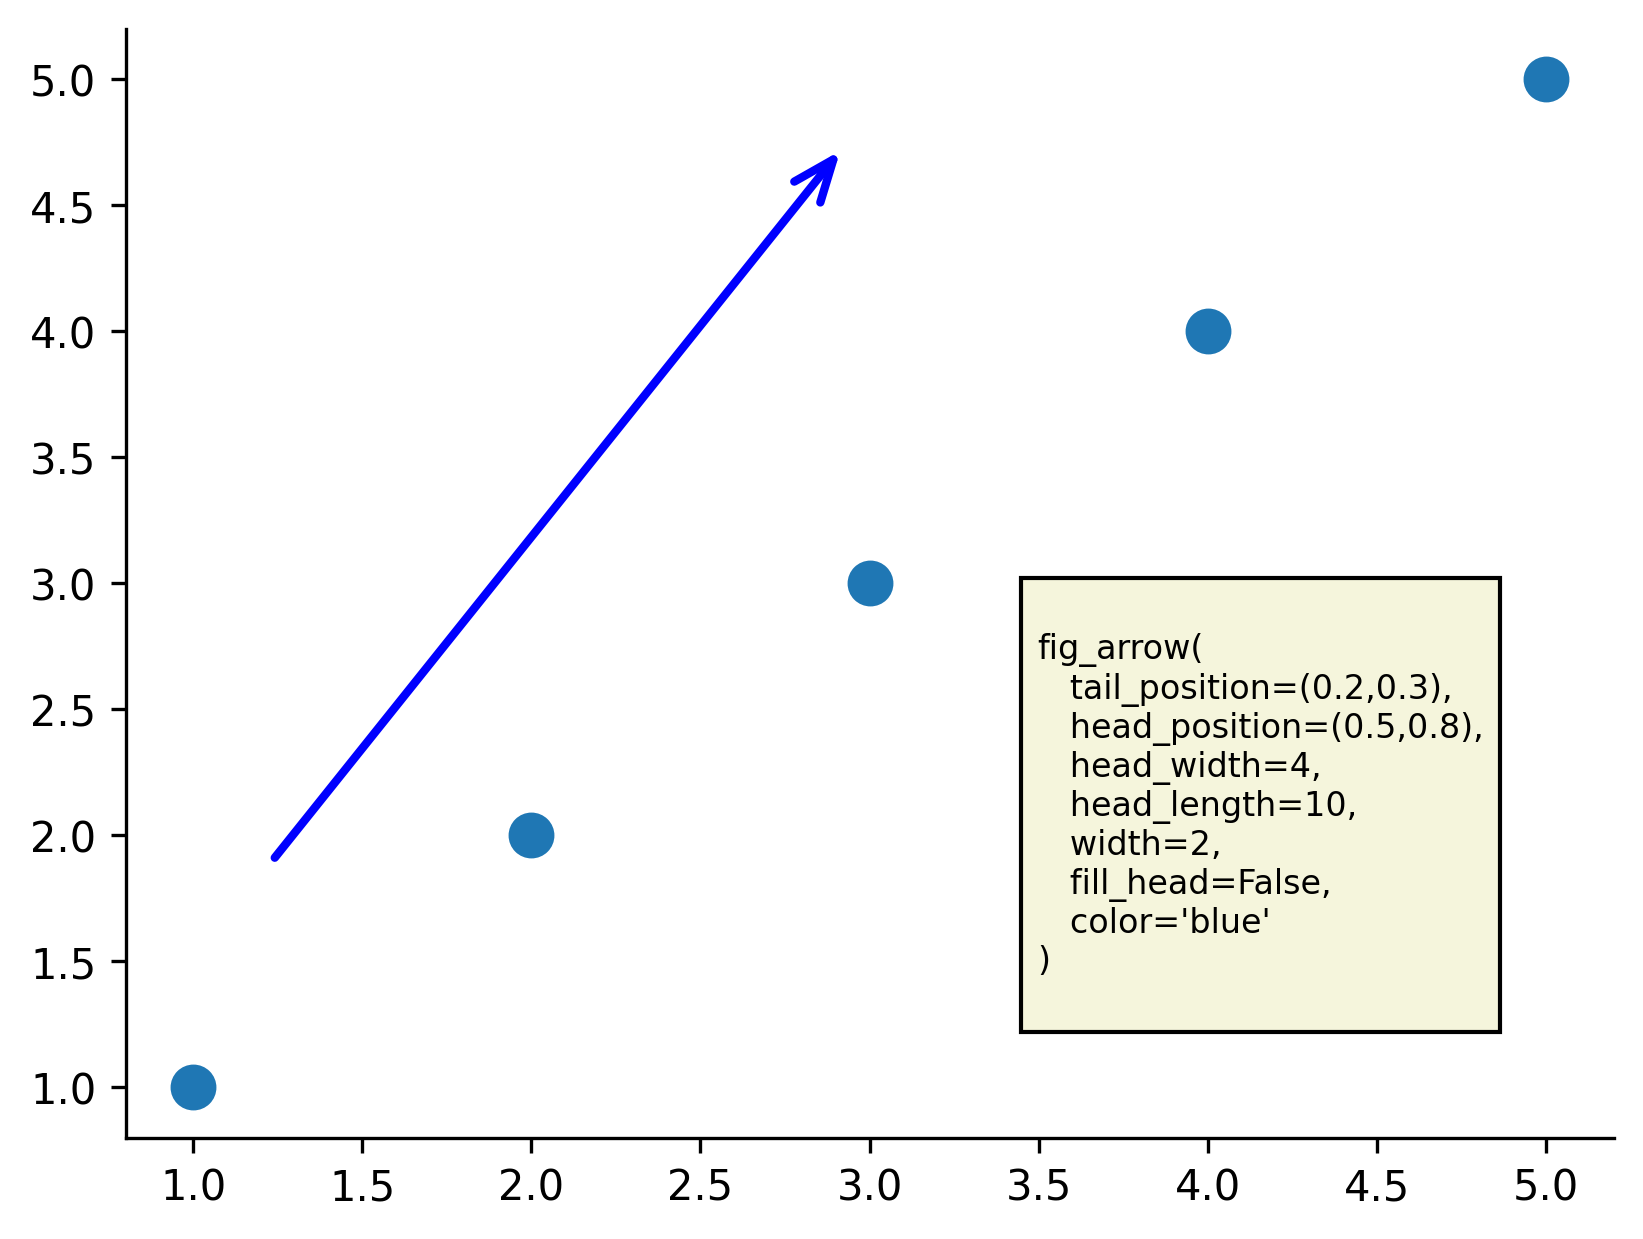 5.0
4.5
4.0
3.5
3.0
2.5
2.0
1.5
1.0
fig_arrow(
tail_position=(0.2,0.3),
head_position=(0.5,0.8),
head_width=4,
head_length=10,
width=2,
fill_head=False,
color='blue'
)
1.0 1.5 2.0 2.5 3.0 3.5 4.0 4.5 5.0